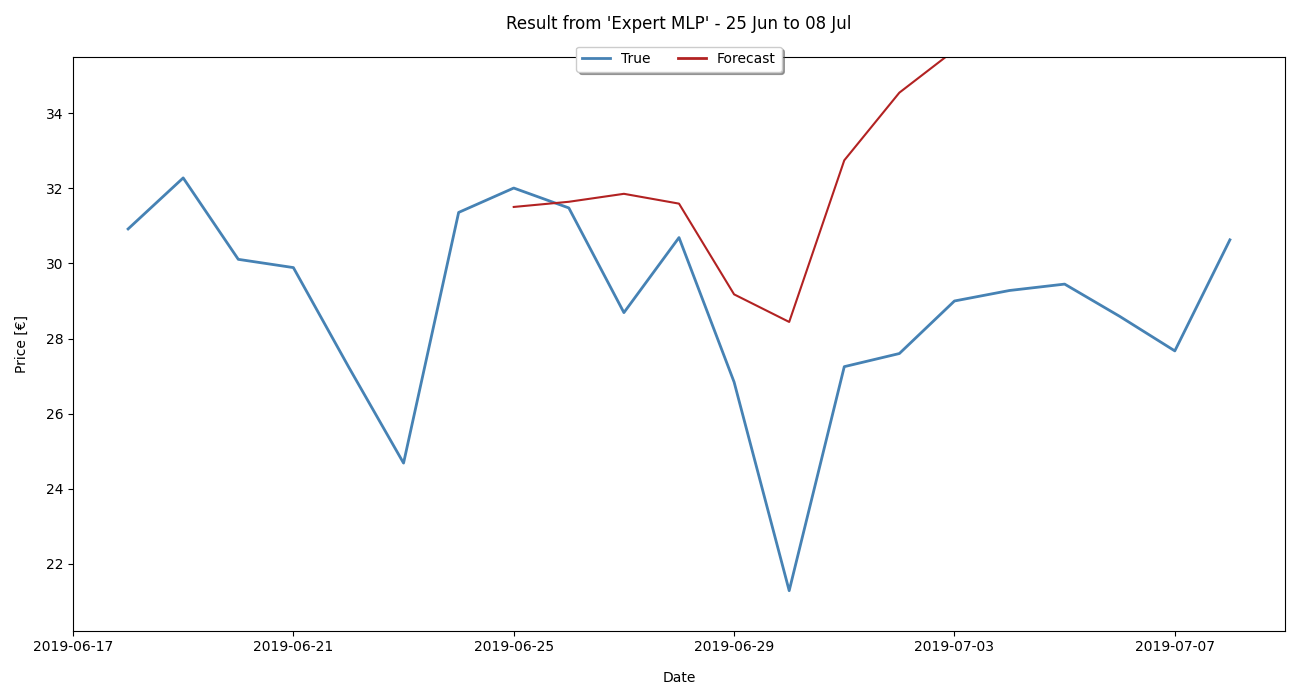 Result from 'Expert MLP' - 25 Jun to 08 Jul
True Forecast
34
32
30
28
26
24
22
Price [€]
2019-06-17 2019-06-21 2019-06-25 2019-06-29 2019-07-03 2019-07-07
Date